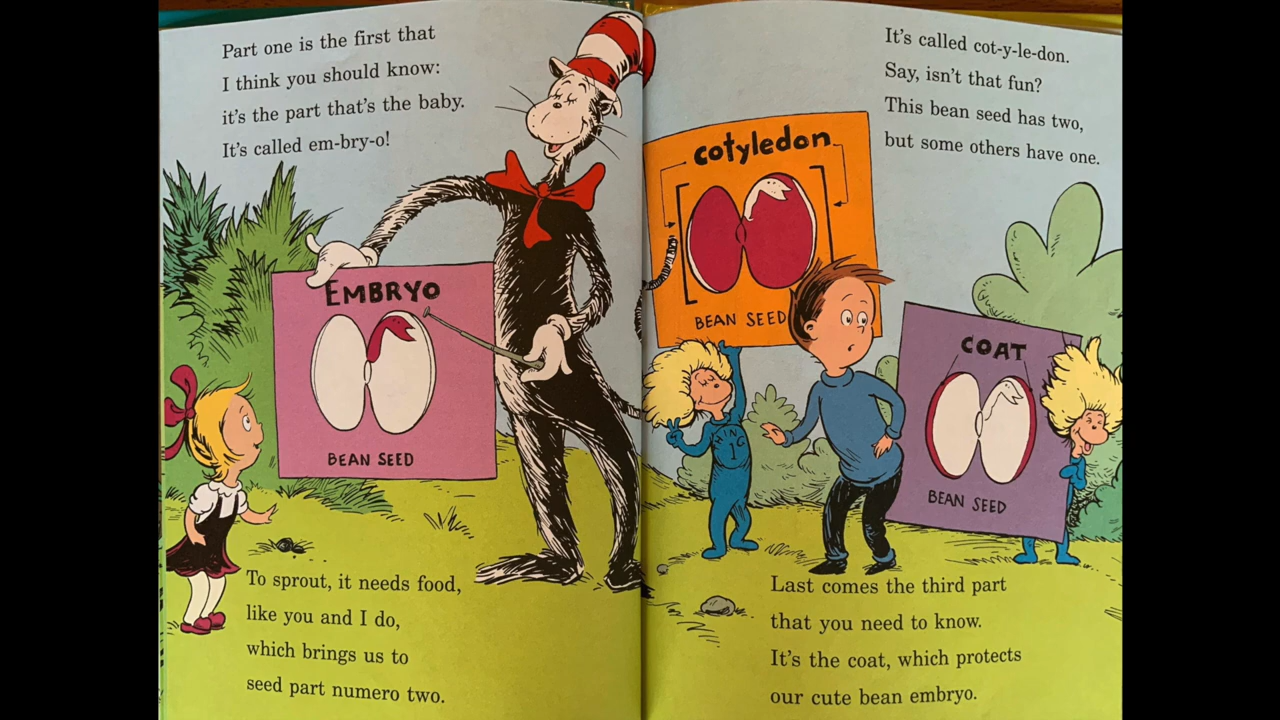 Part one is the first that
I think you should know:
it's the part that's the baby.
It's called em-bry-o!
EMBRYO
BEAN SEED
To sprout, it needs food,
like you and I do,
which brings us to
seed part numero two.
It's called cot-y-le-don.
Say, isn't that fun?
This bean seed has two,
but some others have one.
cotyledon
BEAN SEED
THING
1
COAT
BEAN SEED
Last comes the third part
that you need to know.
It's the coat, which protects
our cute bean embryo.